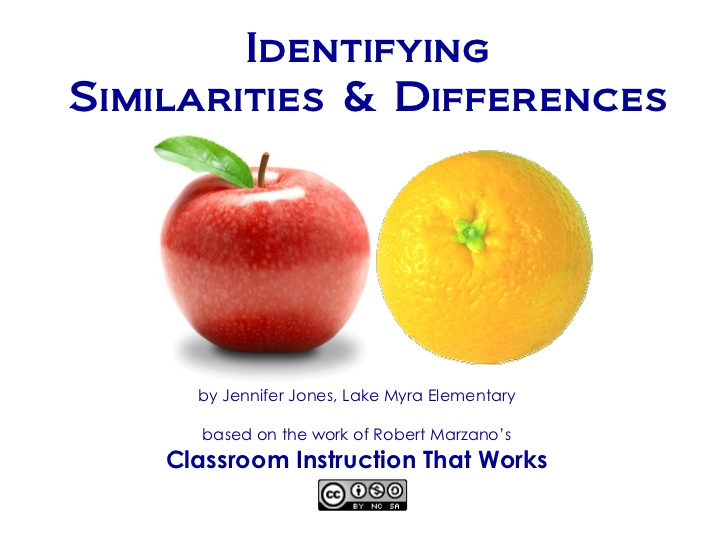 Identifying
Similarities & Differences
by Jennifer Jones, Lake Myra Elementary
based on the work of Robert Marzano’s
Classroom Instruction That Works
cc
BY NC SA